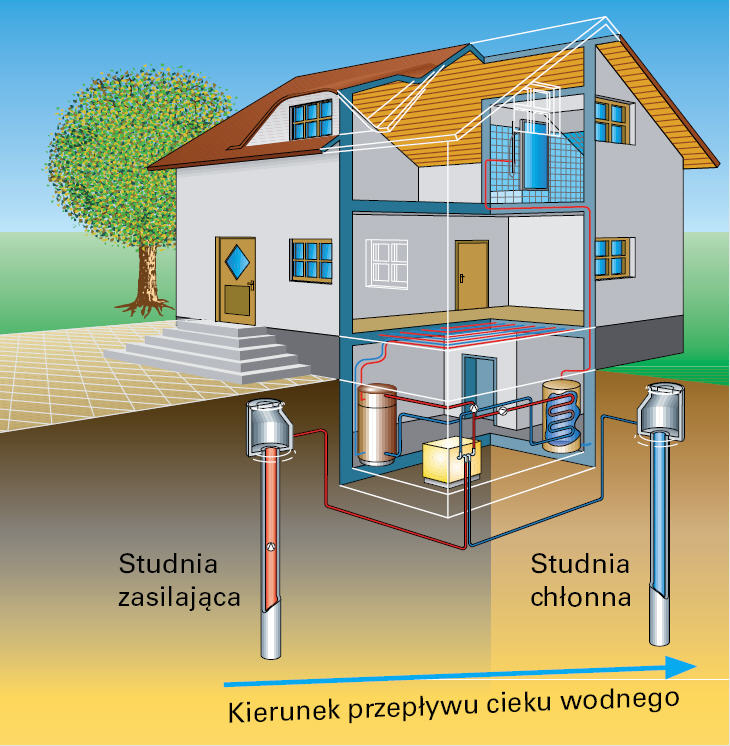 Studnia
zasilająca
Studnia
chłonna
Kierunek przepływu cieku wodnego